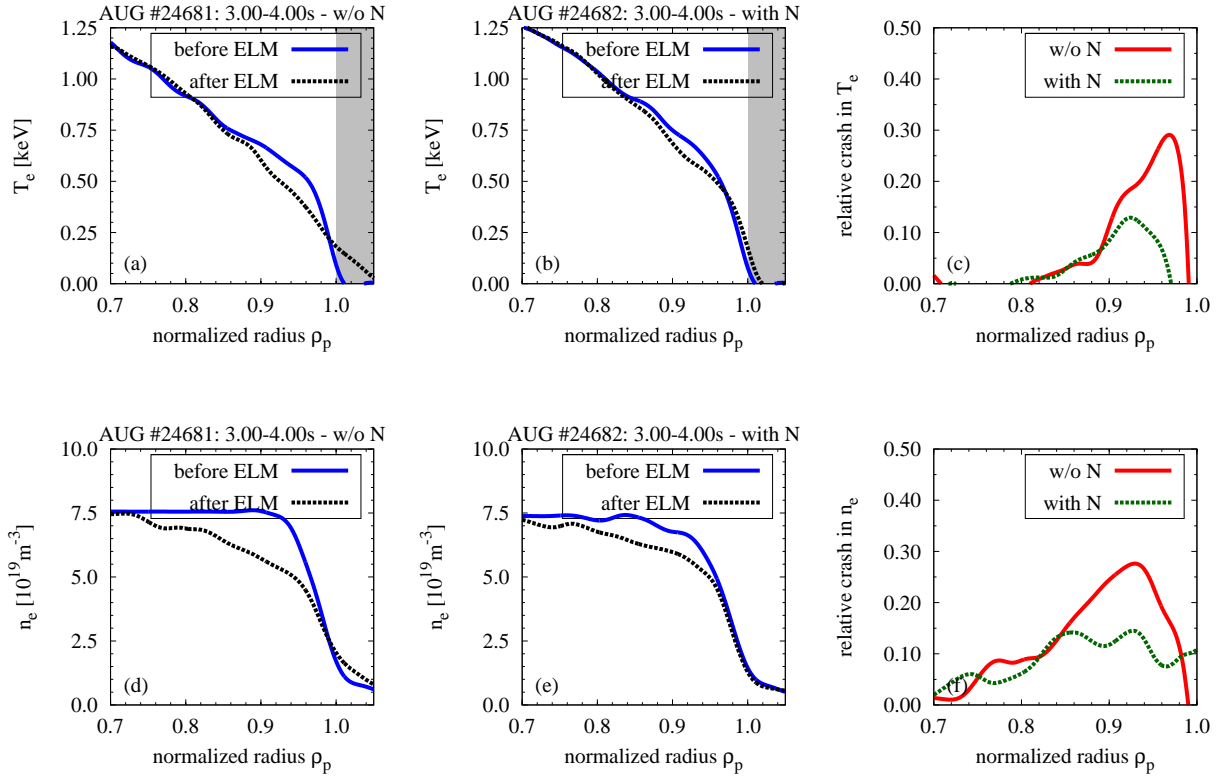 AUG #24681: 3.00-4.00s - w/o N
before ELM
after ELM
T_e [keV]
1.25
1.00
0.75
0.50
0.25
0.00
(a)
0.7 0.8 0.9 1.0
normalized radius ρ_p
AUG #24682: 3.00-4.00s - with N
before ELM
after ELM
T_e [keV]
1.25
1.00
0.75
0.50
0.25
0.00
(b)
0.7 0.8 0.9 1.0
normalized radius ρ_p
w/o N
with N
relative crash in T_e
0.50
0.40
0.30
0.20
0.10
0.00
(c)
0.7 0.8 0.9 1.0
normalized radius ρ_p
AUG #24681: 3.00-4.00s - w/o N
before ELM
after ELM
n_e [10^19 m^-3]
10.0
7.5
5.0
2.5
0.0
(d)
0.7 0.8 0.9 1.0
normalized radius ρ_p
AUG #24682: 3.00-4.00s - with N
before ELM
after ELM
n_e [10^19 m^-3]
10.0
7.5
5.0
2.5
0.0
(e)
0.7 0.8 0.9 1.0
normalized radius ρ_p
w/o N
with N
relative crash in n_e
0.50
0.40
0.30
0.20
0.10
0.00
(f)
0.7 0.8 0.9 1.0
normalized radius ρ_p